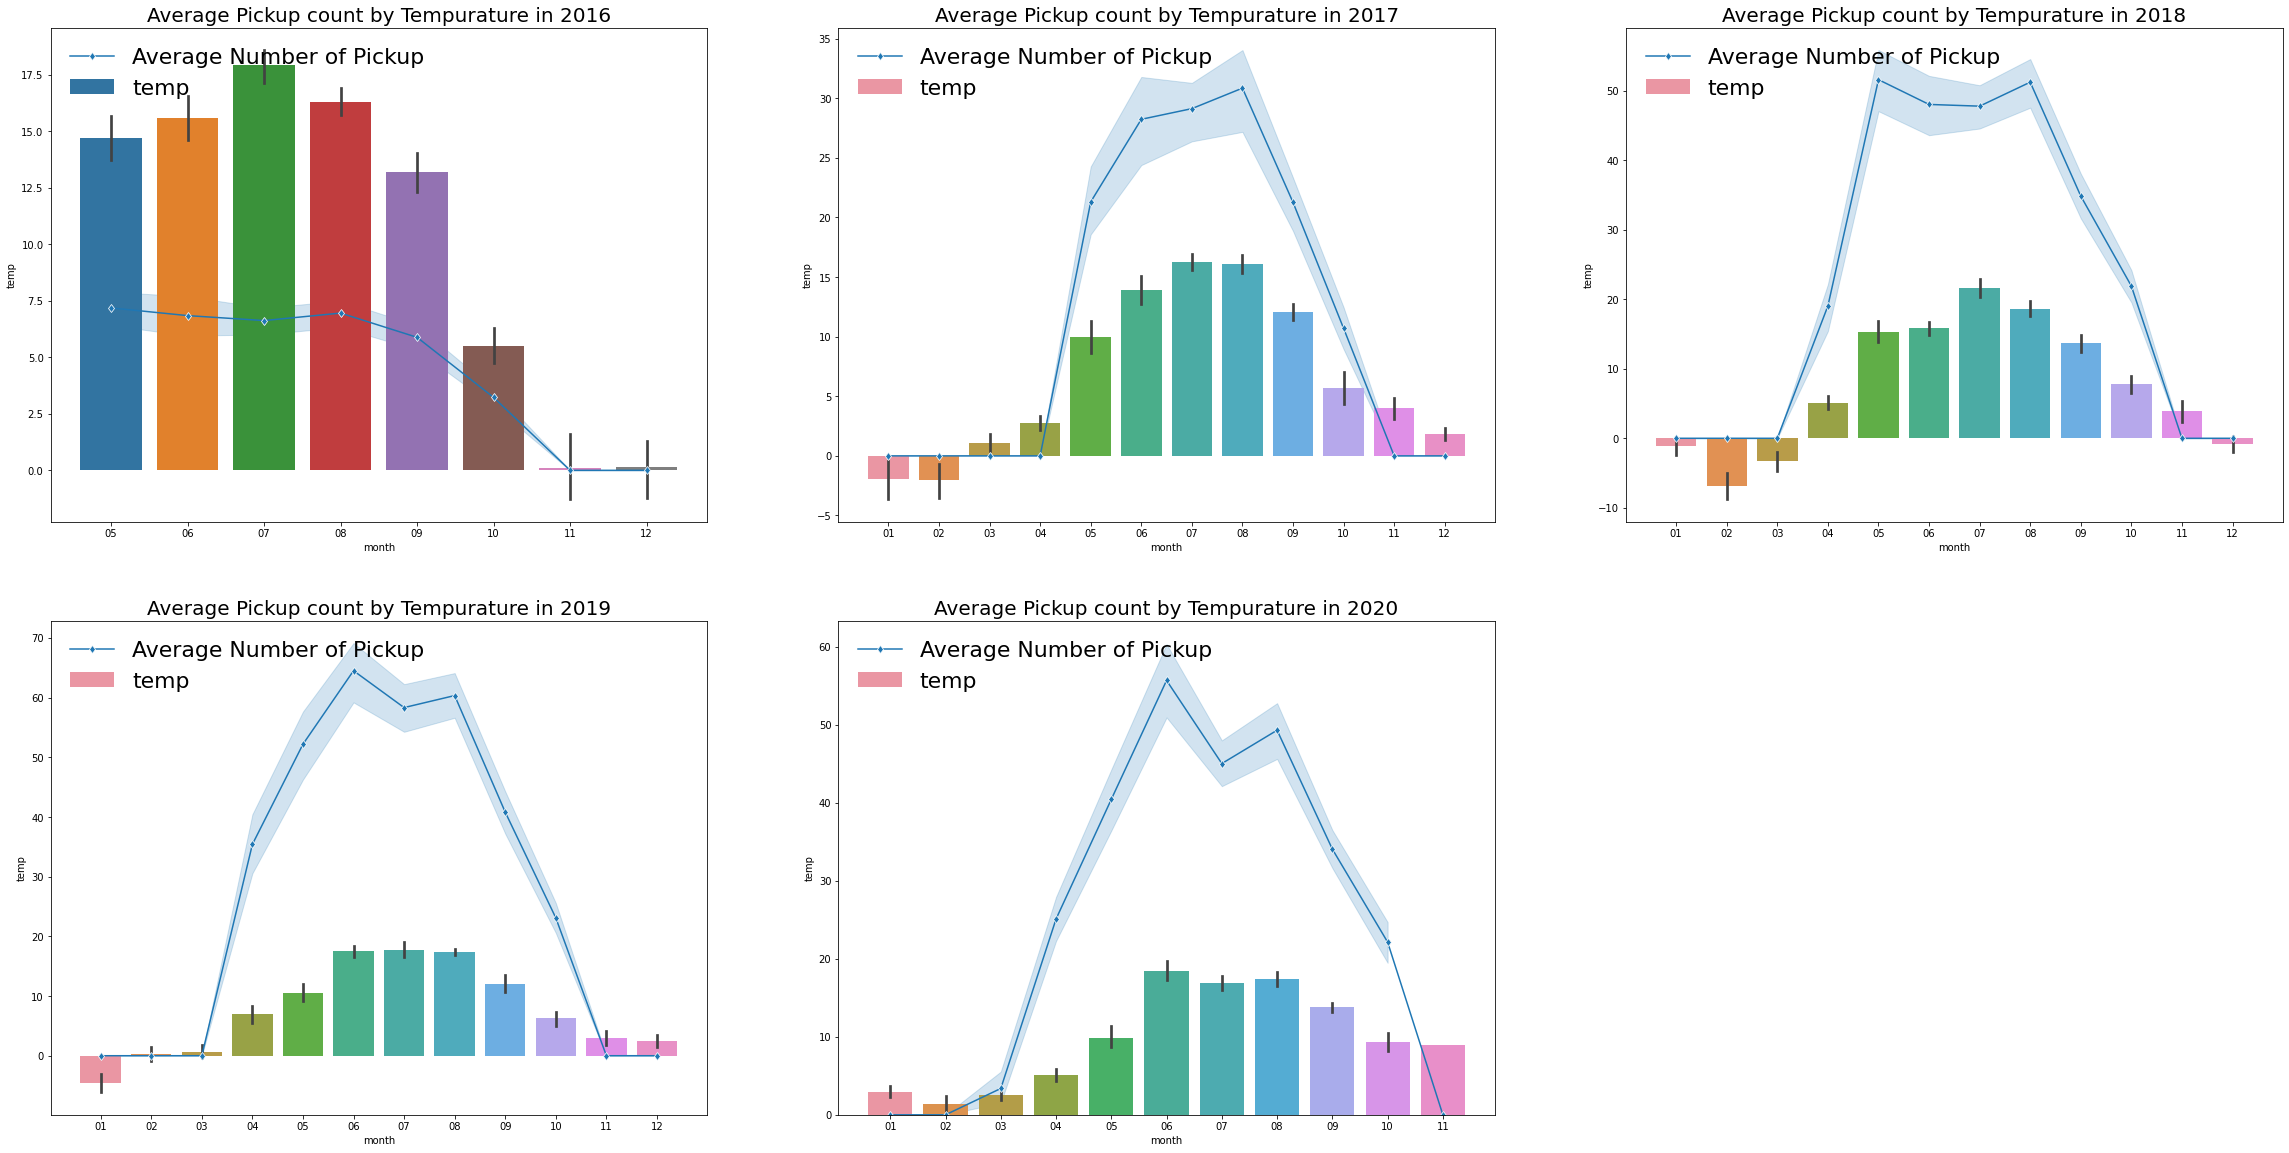 Average Pickup count by Tempurature in 2016
Average Number of Pickup
temp
17.5
15.0
12.5
10.0
7.5
5.0
2.5
0.0
temp
05 06 07 08 09 10 11 12
month
Average Pickup count by Tempurature in 2017
Average Number of Pickup
temp
35
30
25
20
15
10
5
0
−5
temp
01 02 03 04 05 06 07 08 09 10 11 12
month
Average Pickup count by Tempurature in 2018
Average Number of Pickup
temp
50
40
30
20
10
0
−10
temp
01 02 03 04 05 06 07 08 09 10 11 12
month
Average Pickup count by Tempurature in 2019
Average Number of Pickup
temp
70
60
50
40
30
20
10
0
temp
01 02 03 04 05 06 07 08 09 10 11 12
month
Average Pickup count by Tempurature in 2020
Average Number of Pickup
temp
60
50
40
30
20
10
0
temp
01 02 03 04 05 06 07 08 09 10 11
month